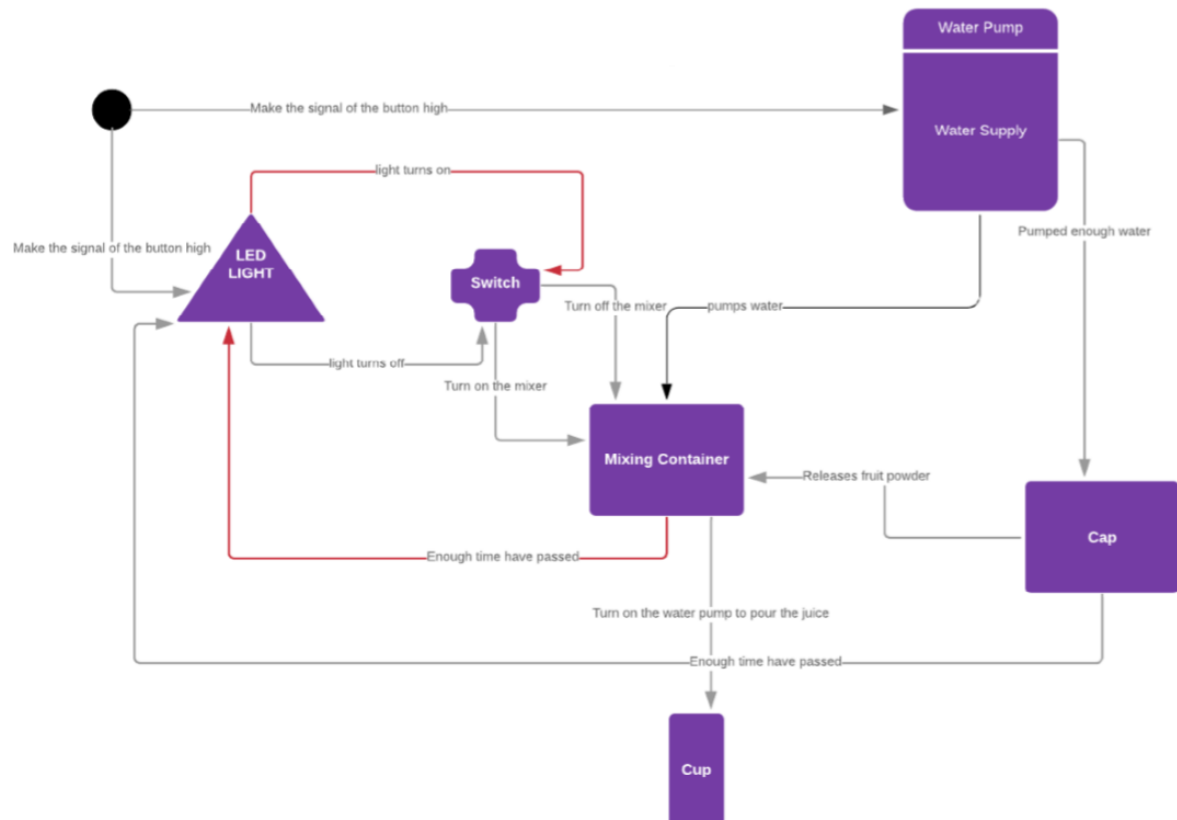 Water Pump
Make the signal of the button high
Water Supply
light turns on
Pumped enough water
Make the signal of the button high
LED
LIGHT
Switch
Turn off the mixer
pumps water
light turns off
Turn on the mixer
Mixing Container
Releases fruit powder
Cap
Enough time have passed
Turn on the water pump to pour the juice
Enough time have passed
Cup